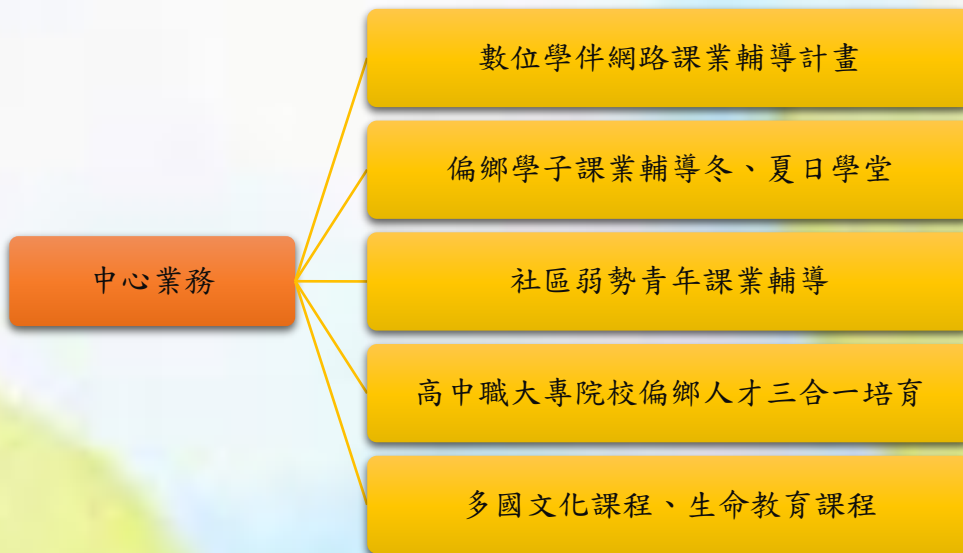 數位學伴網路課業輔導計畫
偏鄉學子課業輔導冬、夏日學堂
中心業務
社區弱勢青年課業輔導
高中職大專院校偏鄉人才三合一培育
多國文化課程、生命教育課程